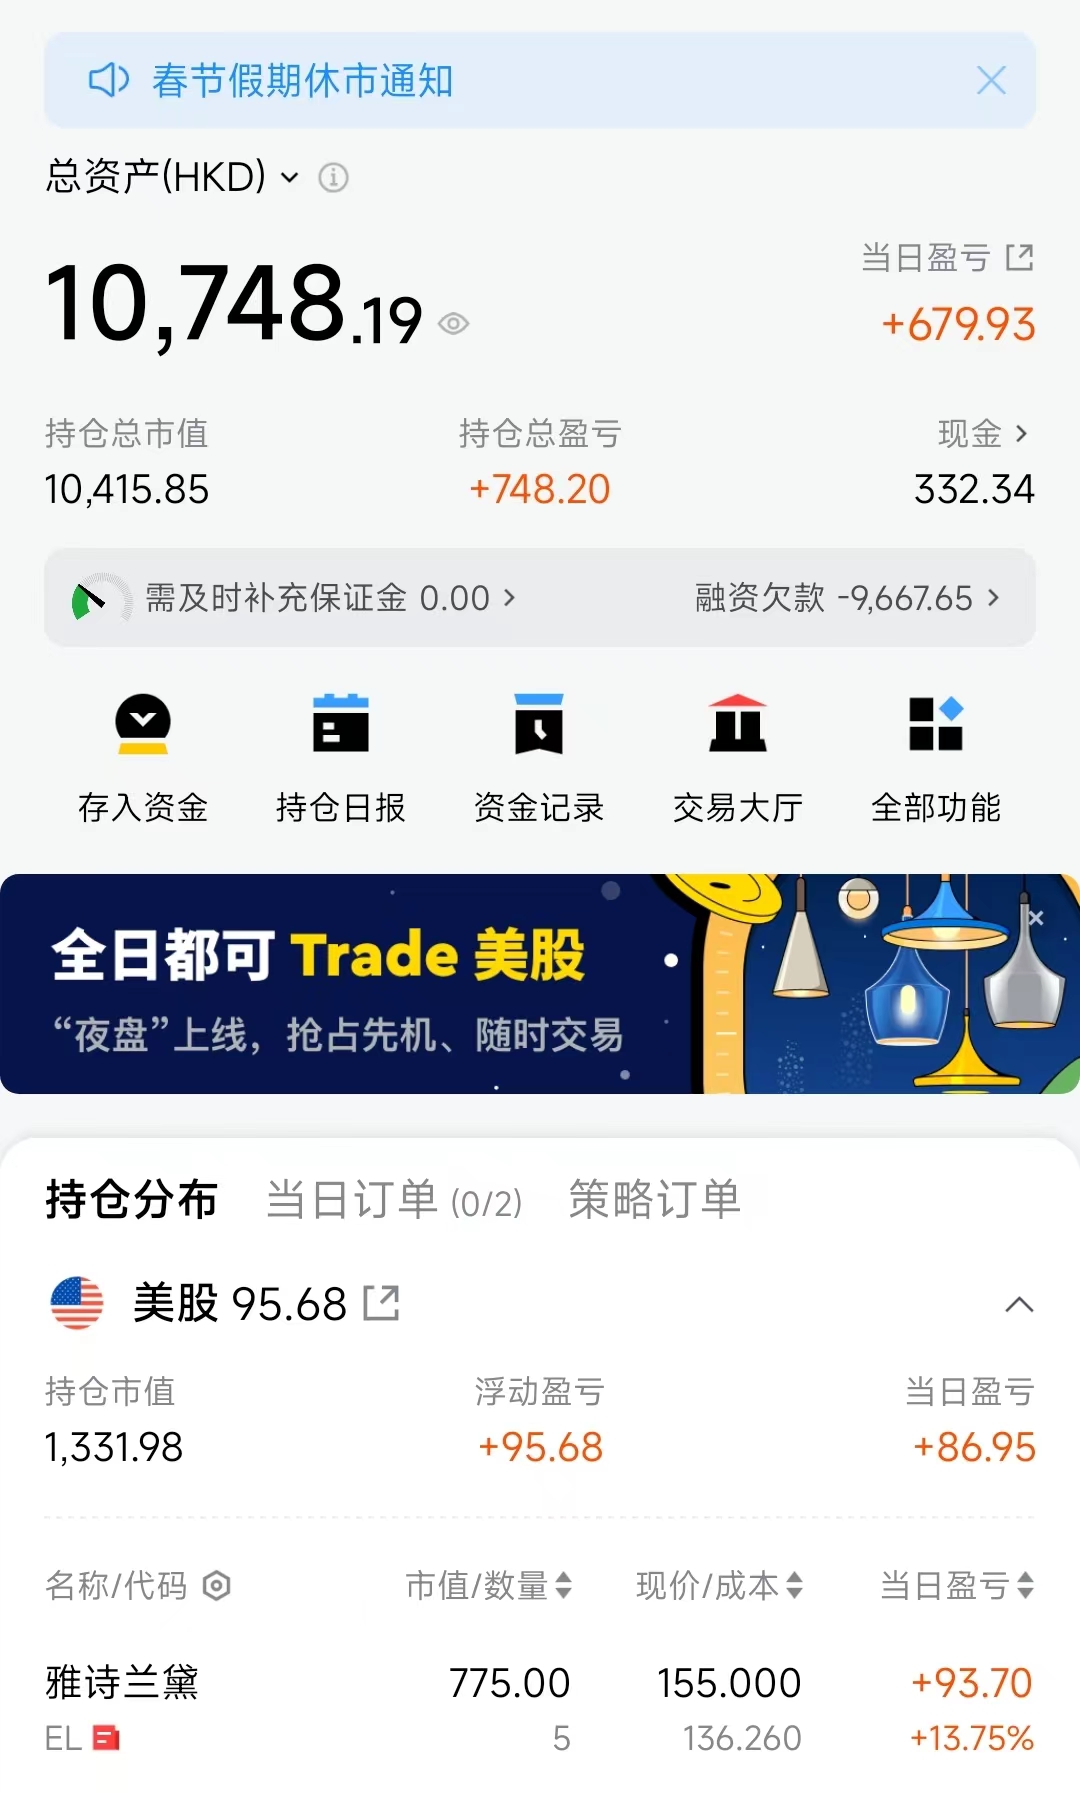 春节假期休市通知
总资产(HKD)
10,748.19
当日盈亏
+679.93
持仓总市值 持仓总盈亏 现金
10,415.85 +748.20 332.34
需及时补充保证金 0.00 融资欠款 -9,667.65
存入资金 持仓日报 资金记录 交易大厅 全部功能
全日都可 Trade 美股
“夜盘”上线，抢占先机、随时交易
持仓分布 当日订单 (0/2) 策略订单
美股 95.68
持仓市值 浮动盈亏 当日盈亏
1,331.98 +95.68 +86.95
名称/代码 市值/数量 现价/成本 当日盈亏
雅诗兰黛 775.00 155.000 +93.70
EL 5 136.260 +13.75%